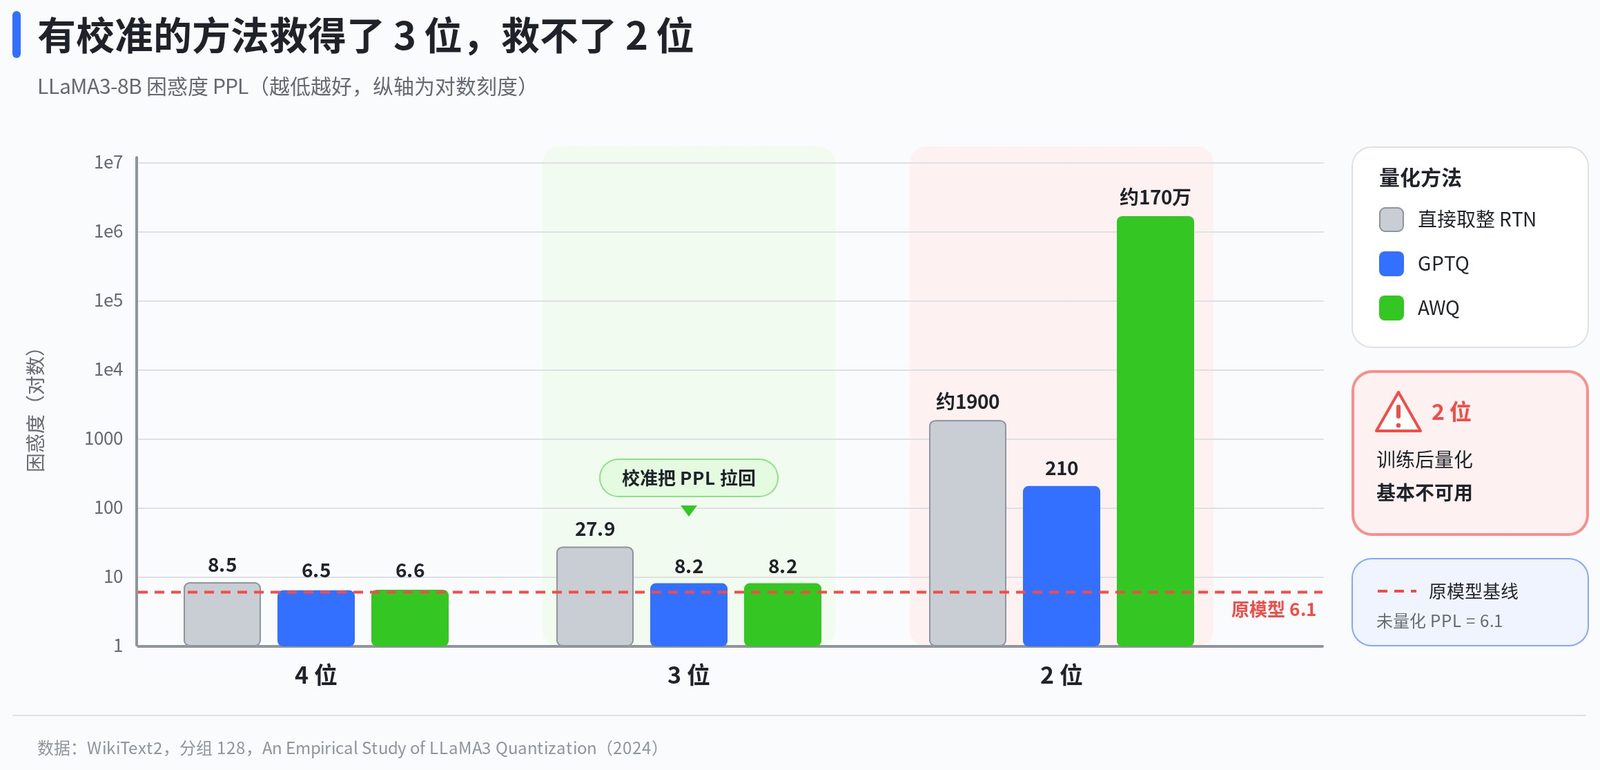 有校准的方法救得了 3 位，救不了 2 位
LLaMA3-8B 困惑度 PPL（越低越好，纵轴为对数刻度）
困惑度（对数）
1e7
1e6
1e5
1e4
1000
100
10
1
8.5
6.5
6.6
4 位
校准把 PPL 拉回
27.9
8.2
8.2
3 位
约1900
210
约170万
2 位
原模型 6.1
量化方法
直接取整 RTN
GPTQ
AWQ
2 位
训练后量化
基本不可用
原模型基线
未量化 PPL = 6.1
数据：WikiText2，分组 128，An Empirical Study of LLaMA3 Quantization（2024）